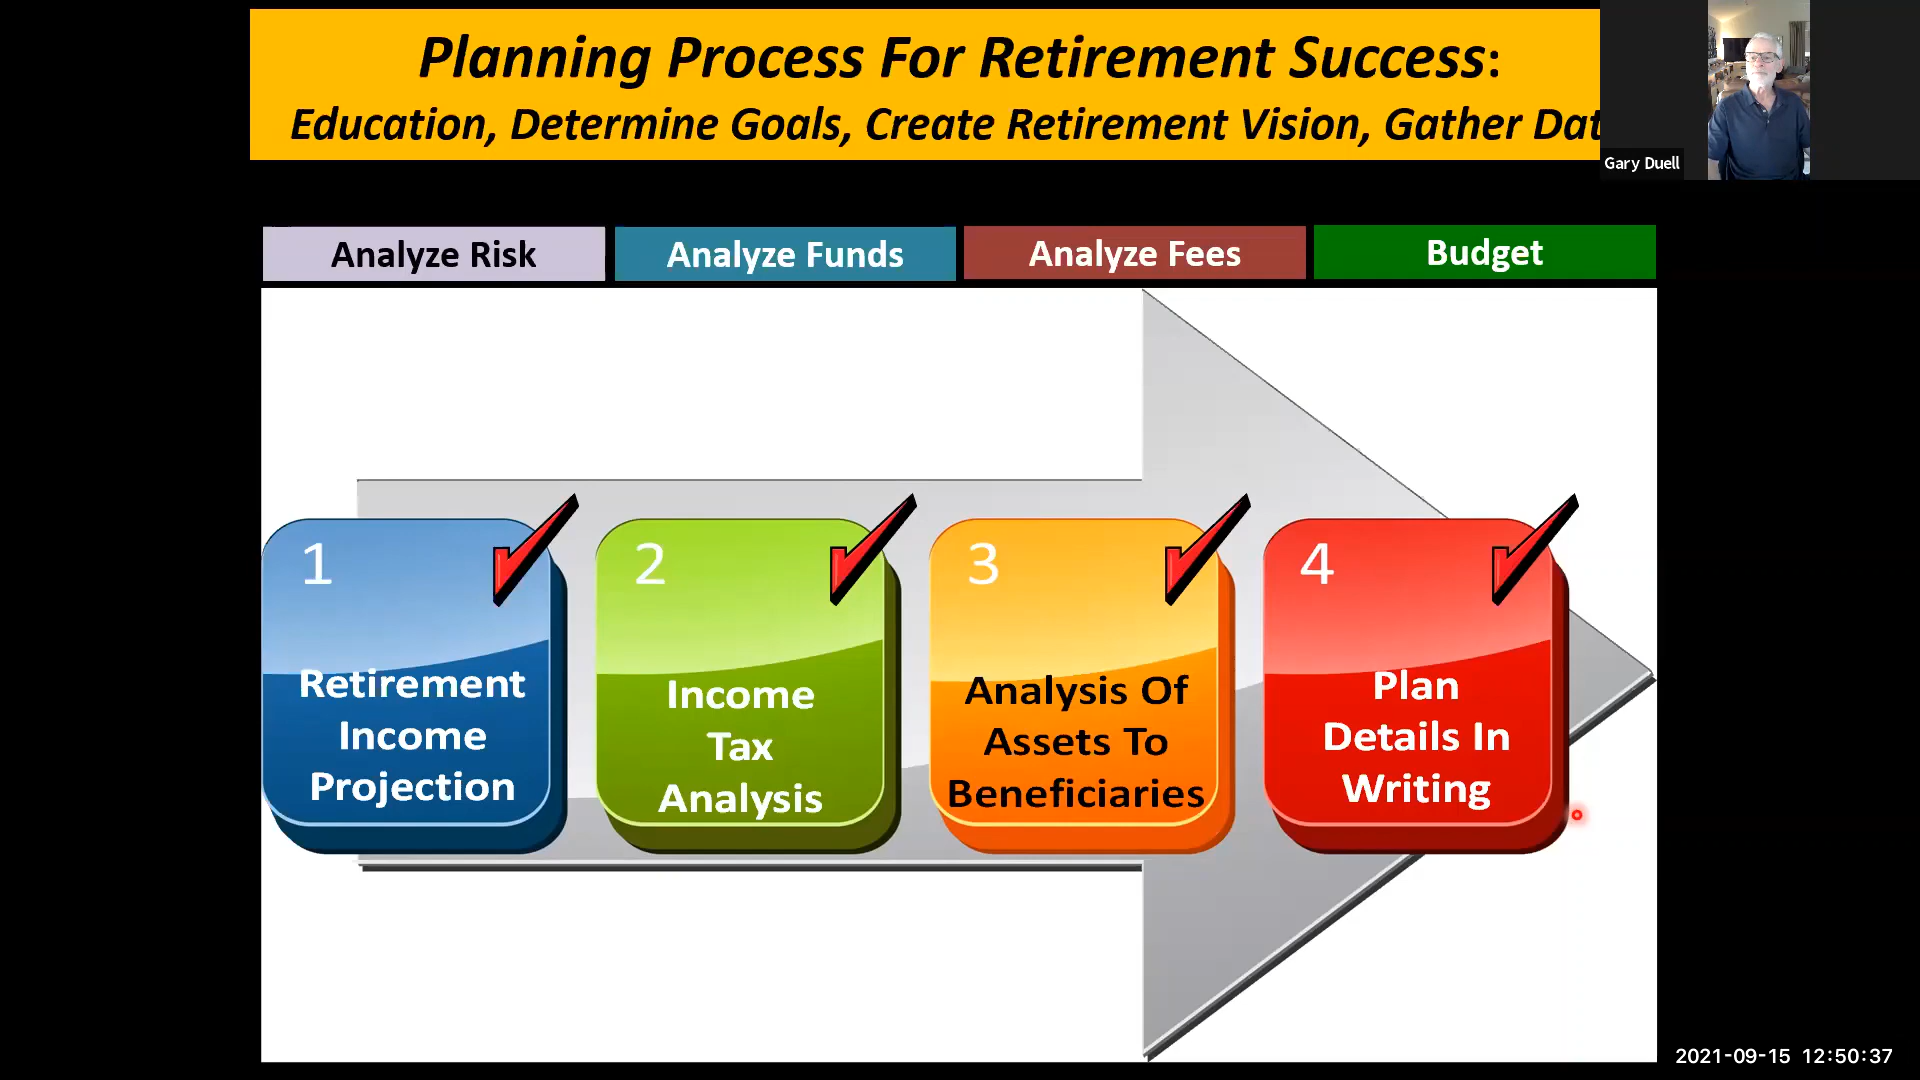 Planning Process For Retirement Success:
Education, Determine Goals, Create Retirement Vision, Gather Dat
Gary Duell
Analyze Risk
Analyze Funds
Analyze Fees
Budget
1
Retirement
Income
Projection
2
Income
Tax
Analysis
3
Analysis Of
Assets To
Beneficiaries
4
Plan
Details In
Writing
2021-09-15 12:50:37